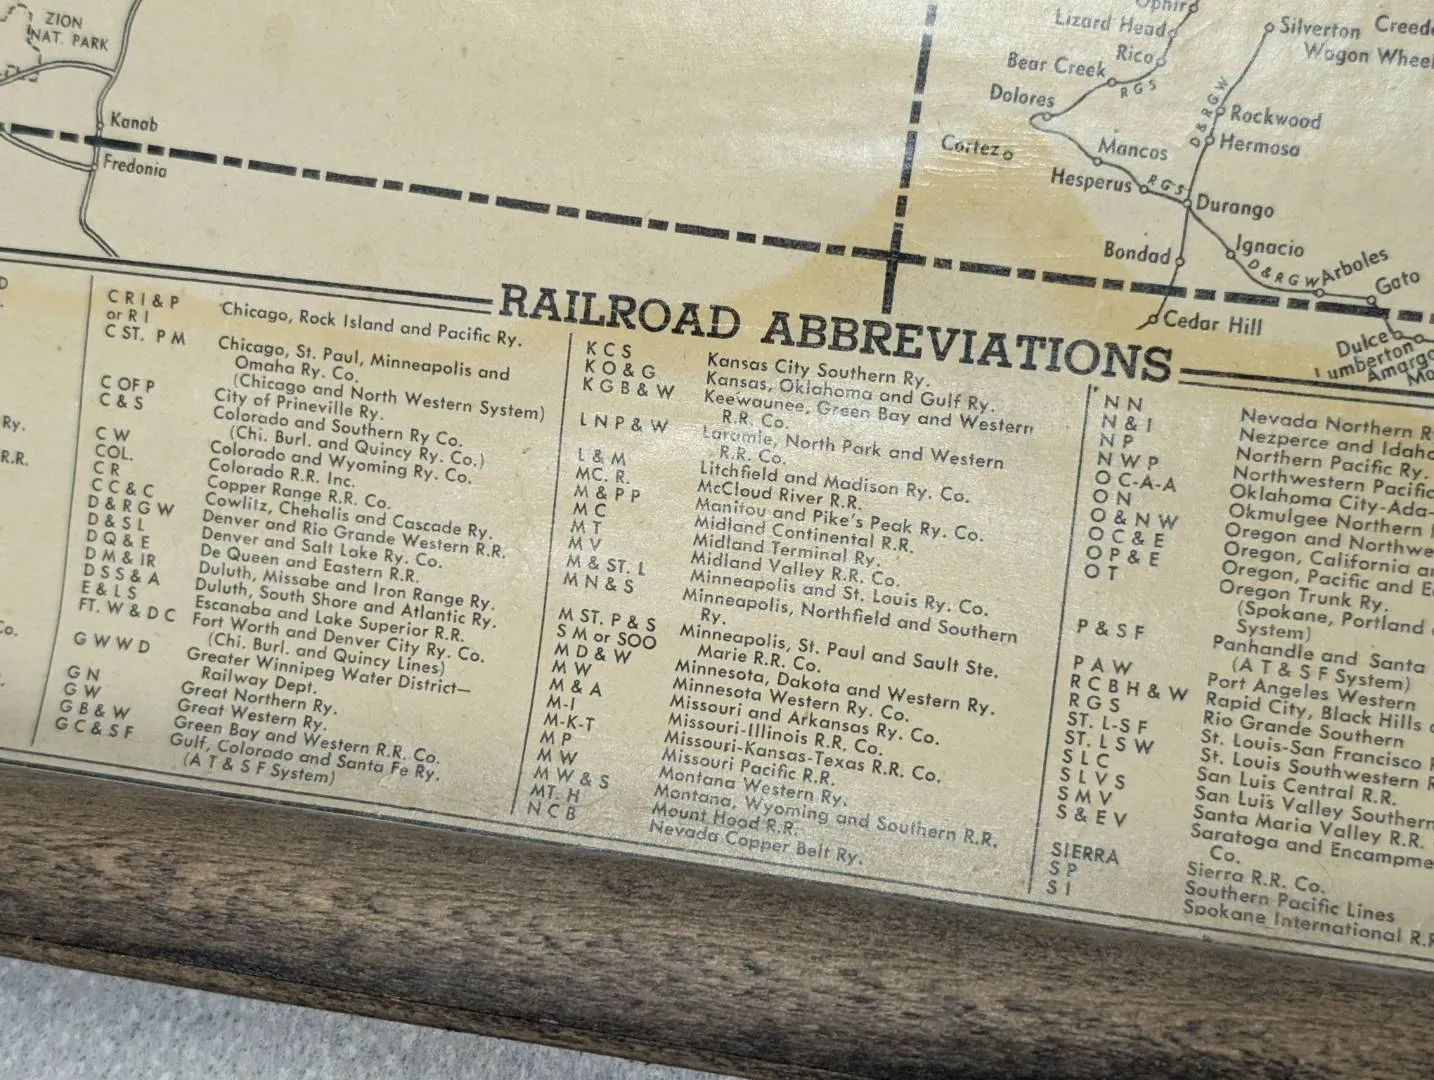 ZION
NAT. PARK
Kanab
Fredonia
Ophir
Lizard Head
Rico
Bear Creek
RGS
Dolores
Cortez
Mancos
Hesperus
RGS
Silverton
Wagon
D & RGW
Rockwood
Hermosa
Durango
Bondad
Ignacio
D & RGW
Arboles
Gato
Cedar Hill
Dulce
RAILROAD ABBREVIATIONS
Ry.
R.R.
Co.
C R I & P
or R I
Chicago, Rock Island and Pacific Ry.
C ST. P M
Chicago, St. Paul, Minneapolis and
Omaha Ry. Co.
(Chicago and North Western System)
C OF P
City of Prineville Ry.
C & S
Colorado and Southern Ry Co.
(Chi. Burl. and Quincy Ry. Co.)
C W
Colorado and Wyoming Ry. Co.
COL.
Colorado R.R. Inc.
C R
Copper Range R.R. Co.
C C & C
Cowlitz, Chehalis and Cascade Ry.
D & R G W
Denver and Rio Grande Western R.R.
D & S L
Denver and Salt Lake Ry. Co.
D Q & E
De Queen and Eastern R.R.
D M & IR
Duluth, Missabe and Iron Range Ry.
D S S & A
Duluth, South Shore and Atlantic Ry.
E & L S
Escanaba and Lake Superior R.R.
FT. W & D C
Fort Worth and Denver City Ry. Co.
(Chi. Burl. and Quincy Lines)
G W W D
Greater Winnipeg Water District—
Railway Dept.
G N
Great Northern Ry.
G W
Great Western Ry.
G B & W
Green Bay and Western R.R. Co.
G C & S F
Gulf, Colorado and Santa Fe Ry.
(A T & S F System)
K C S
Kansas City Southern Ry.
K O & G
Kansas, Oklahoma and Gulf Ry.
K G B & W
Keewaunee, Green Bay and Western
R.R. Co.
L N P & W
Laramie, North Park and Western
R.R. Co.
L & M
Litchfield and Madison Ry. Co.
MC. R.
McCloud River R.R.
M & P P
Manitou and Pike's Peak Ry. Co.
M C
Midland Continental R.R.
M T
Midland Terminal Ry.
M V
Midland Valley R.R. Co.
M & ST. L
Minneapolis and St. Louis Ry. Co.
M N & S
Minneapolis, Northfield and Southern
Ry.
M ST. P & S
S M or SOO
Minneapolis, St. Paul and Sault Ste.
Marie R.R. Co.
M D & W
Minnesota, Dakota and Western Ry.
M W
Minnesota Western Ry. Co.
M & A
Missouri and Arkansas Ry. Co.
M-I
Missouri-Illinois R.R. Co.
M-K-T
Missouri-Kansas-Texas R.R. Co.
M P
Missouri Pacific R.R.
M W
Montana Western Ry.
M W & S
Montana, Wyoming and Southern R.R.
MT. H
Mount Hood R.R.
N C B
Nevada Copper Belt Ry.
N N
Nevada Northern
N & I
Nezperce and
N P
Northern Pacific Ry.
N W P
Northwestern Pacific
O C-A-A
Oklahoma City-Ada-
O N
Okmulgee Northern
O & N W
Oregon and
O C & E
Oregon, California
O P & E
Oregon, Pacific and
O T
Oregon Trunk Ry.
(Spokane, Portland
System)
P & S F
Panhandle and Santa
(A T & S F System)
P A W
Port Angeles Western
R C B H & W
Rapid City, Black Hills
R G S
Rio Grande Southern
ST. L-S F
St. Louis-San Francisco
ST. L S W
St. Louis Southwestern
S L C
San Luis Central R.R.
S L V S
San Luis Valley Southern
S M V
Santa Maria Valley R.R.
S & E V
Saratoga and
Co.
SIERRA
Sierra R.R. Co.
S P
Southern Pacific Lines
S I
Spokane International